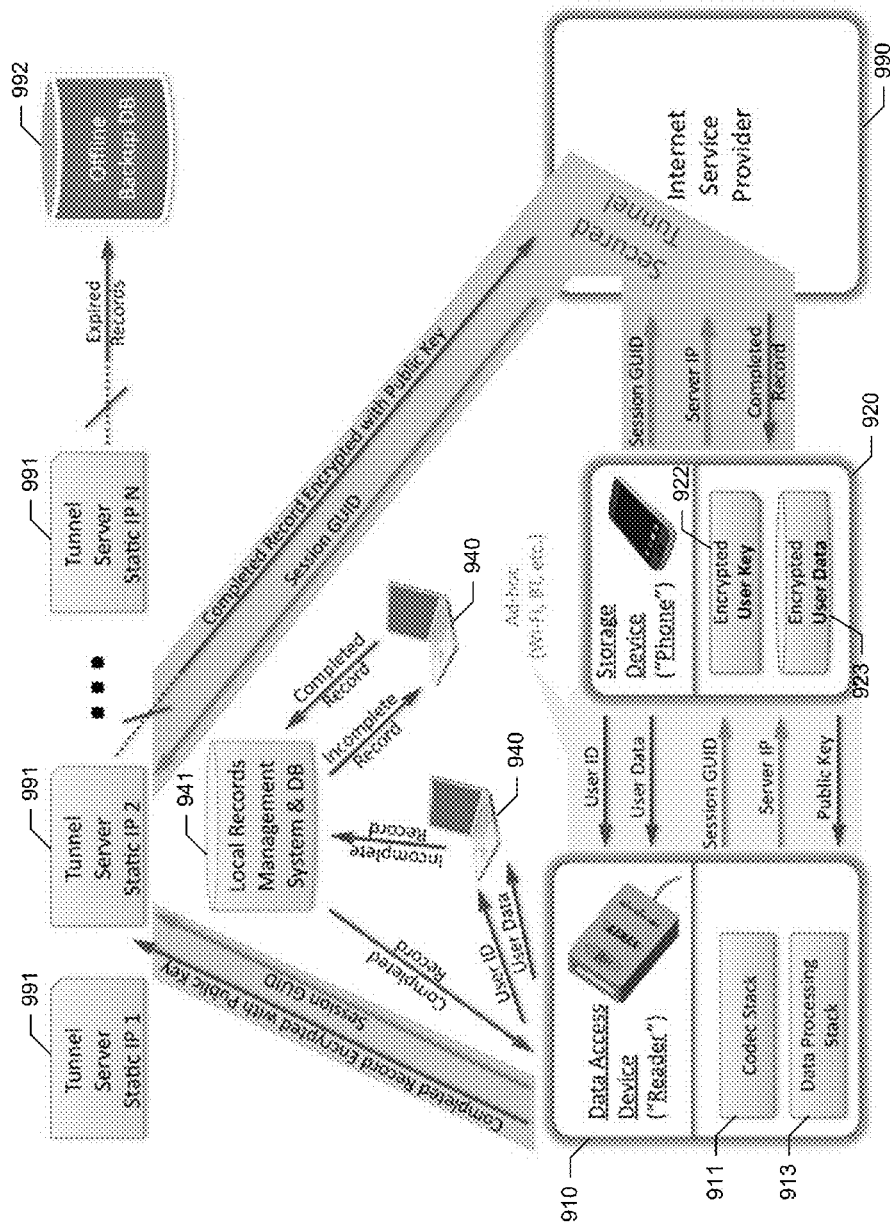 991
Tunnel
Server
Static IP 1
991
Tunnel
Server
Static IP 2
991
Tunnel
Server
Static IP N
Expired
Records
992
Offline
Backup DB
941
Local Records
Management
System & DB
Completed
Record
Incomplete
Record
940
Incomplete
Record
940
Completed
Record
User ID
User Data
Session GUID
Completed Record Encrypted with Public Key
Completed Record Encrypted with Public Key
Session GUID
Ad-hoc
(Wi-Fi, BT, etc.)
Secured
Tunnel
Internet
Service
Provider
990
910
Data Access
Device
("Reader")
911
Codec Stack
913
Data Processing
Stack
User ID
User Data
Session GUID
Server IP
Public Key
Storage
Device
("Phone")
922
Encrypted
User Key
Encrypted
User Data
923
920
Session GUID
Server IP
Completed
Record